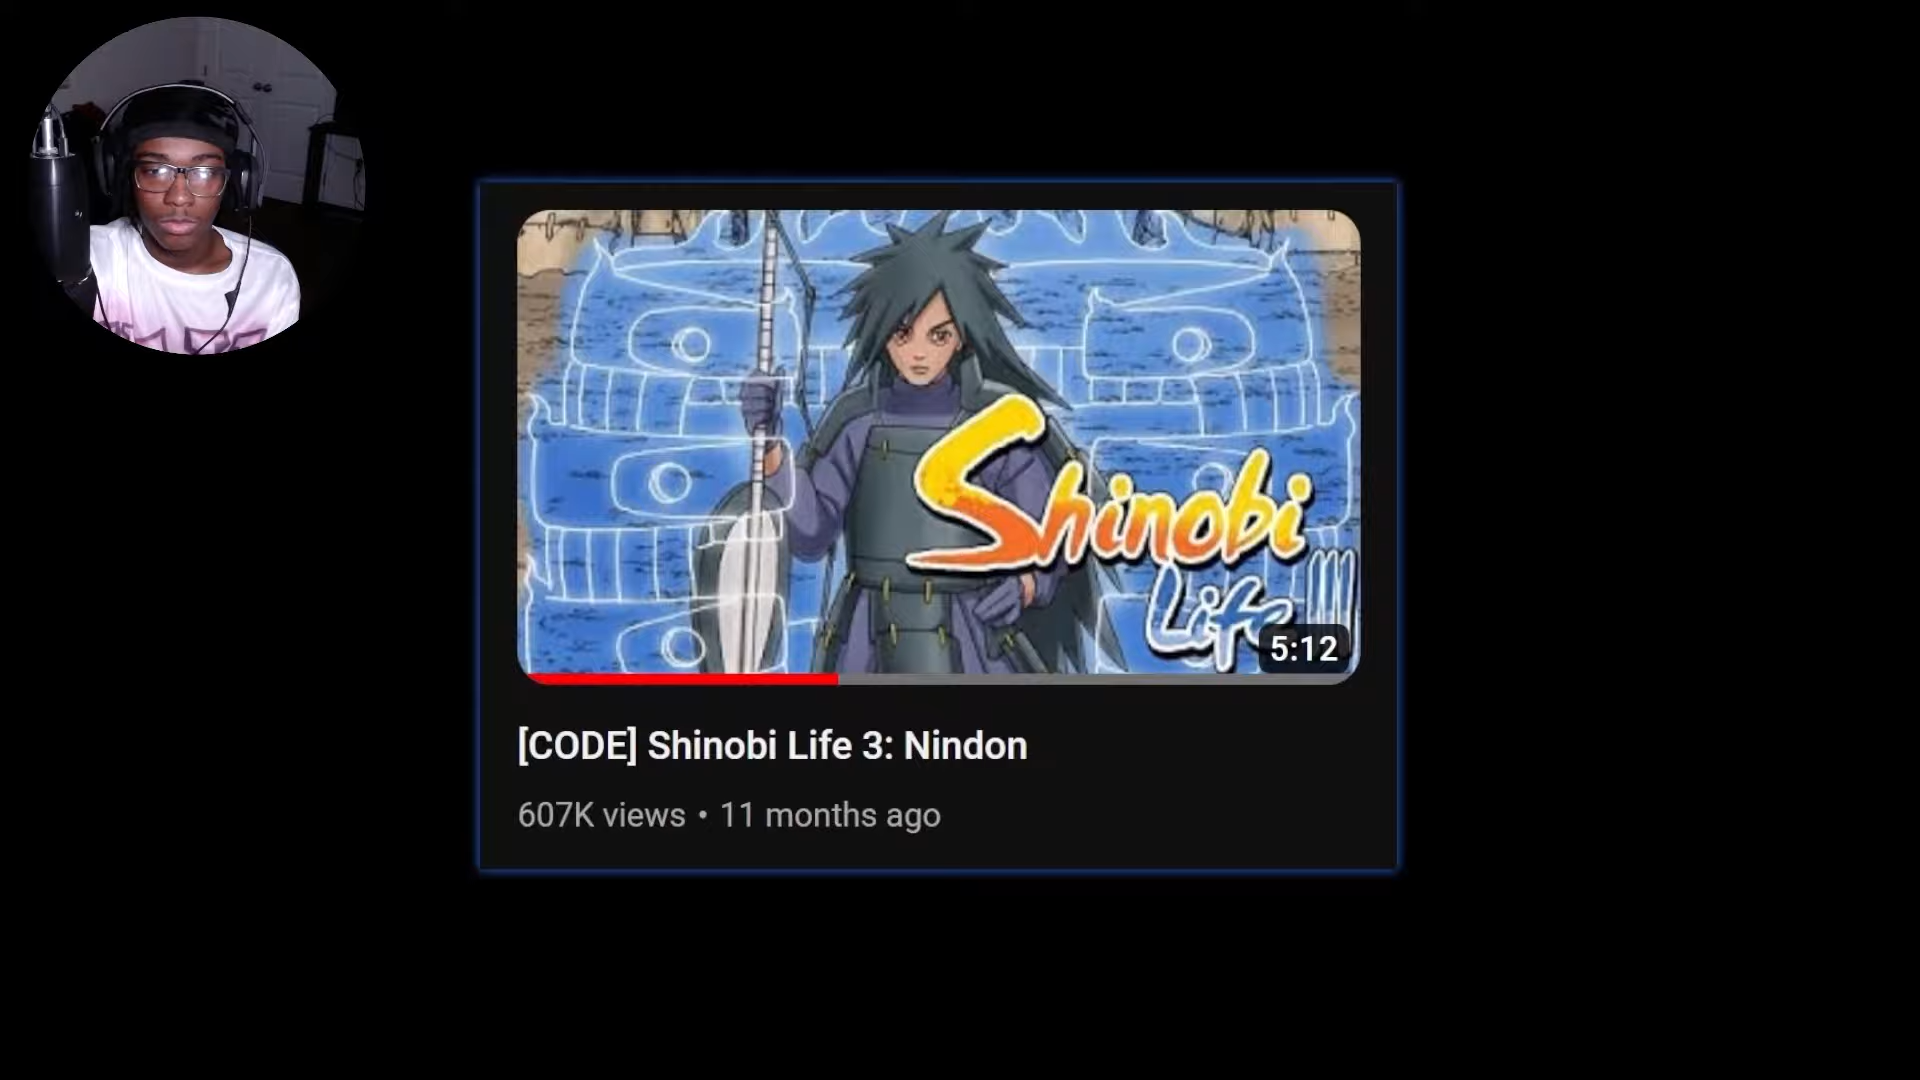 Shinobi
Life
5:12
[CODE] Shinobi Life 3: Nindon
607K views • 11 months ago